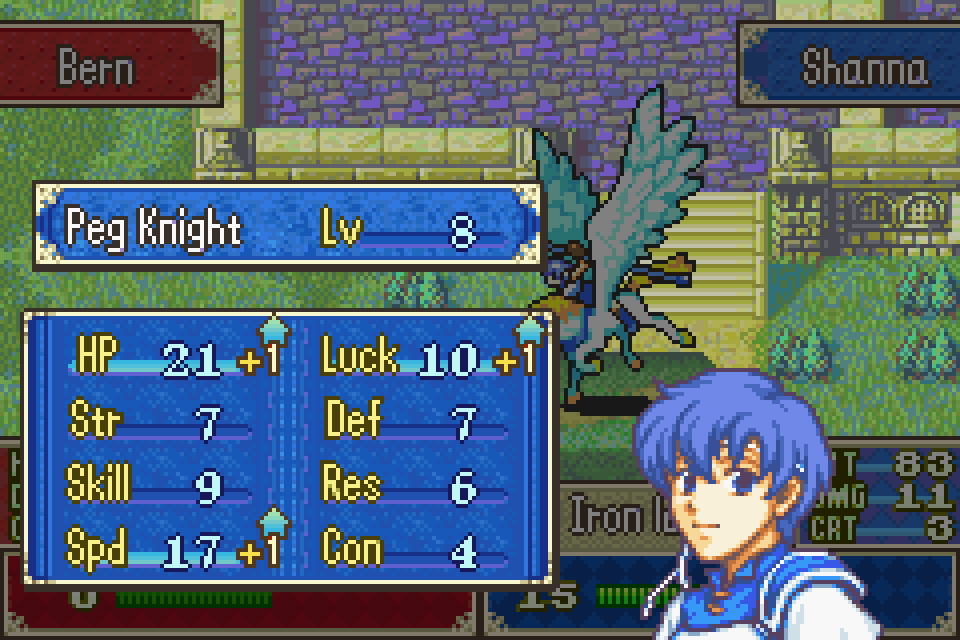 Bern
Shanna
Peg Knight Lv 8
HP 21 +1 Luck 10 +1
Str 7 Def 7
Skill 9 Res 6
Spd 17 +1 Con 4
83
11
CRT 3
Iron
0
15